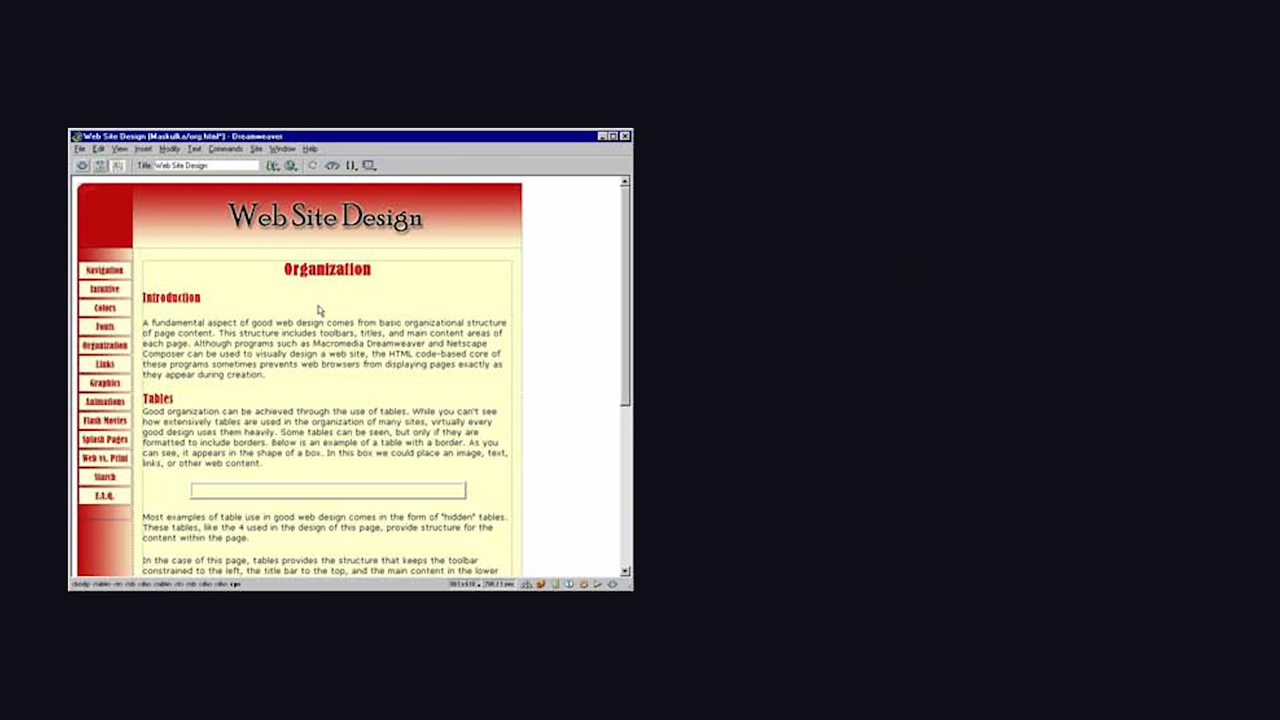 Web Site Design (Maskulka/org.html*) - Dreamweaver
File Edit View Insert Modify Text Commands Site Window Help
Title: Web Site Design
Web Site Design
Organization
Navigation
Intuitive
Colors
Fonts
Organization
Links
Graphics
Animations
Flash Movies
Splash Pages
Web vs. Print
Starch
F.A.Q.
Introduction
A fundamental aspect of good web design comes from basic organizational structure
of page content. This structure includes toolbars, titles, and main content areas of
each page. Although programs such as Macromedia Dreamweaver and Netscape
Composer can be used to visually design a web site, the HTML code-based core of
these programs sometimes prevents web browsers from displaying pages exactly as
they appear during creation.
Tables
Good organization can be achieved through the use of tables. While you can't see
how extensively tables are used in the organization of many sites, virtually every
good design uses them heavily. Some tables can be seen, but only if they are
formatted to include borders. Below is an example of a table with a border. As you
can see, it appears in the shape of a box. In this box we could place an image, text,
links, or other web content.
Most examples of table use in good web design comes in the form of "hidden" tables.
These tables, like the 4 used in the design of this page, provide structure for the
content within the page.
In the case of this page, tables provides the structure that keeps the toolbar
constrained to the left, the title bar to the top, and the main content in the lower